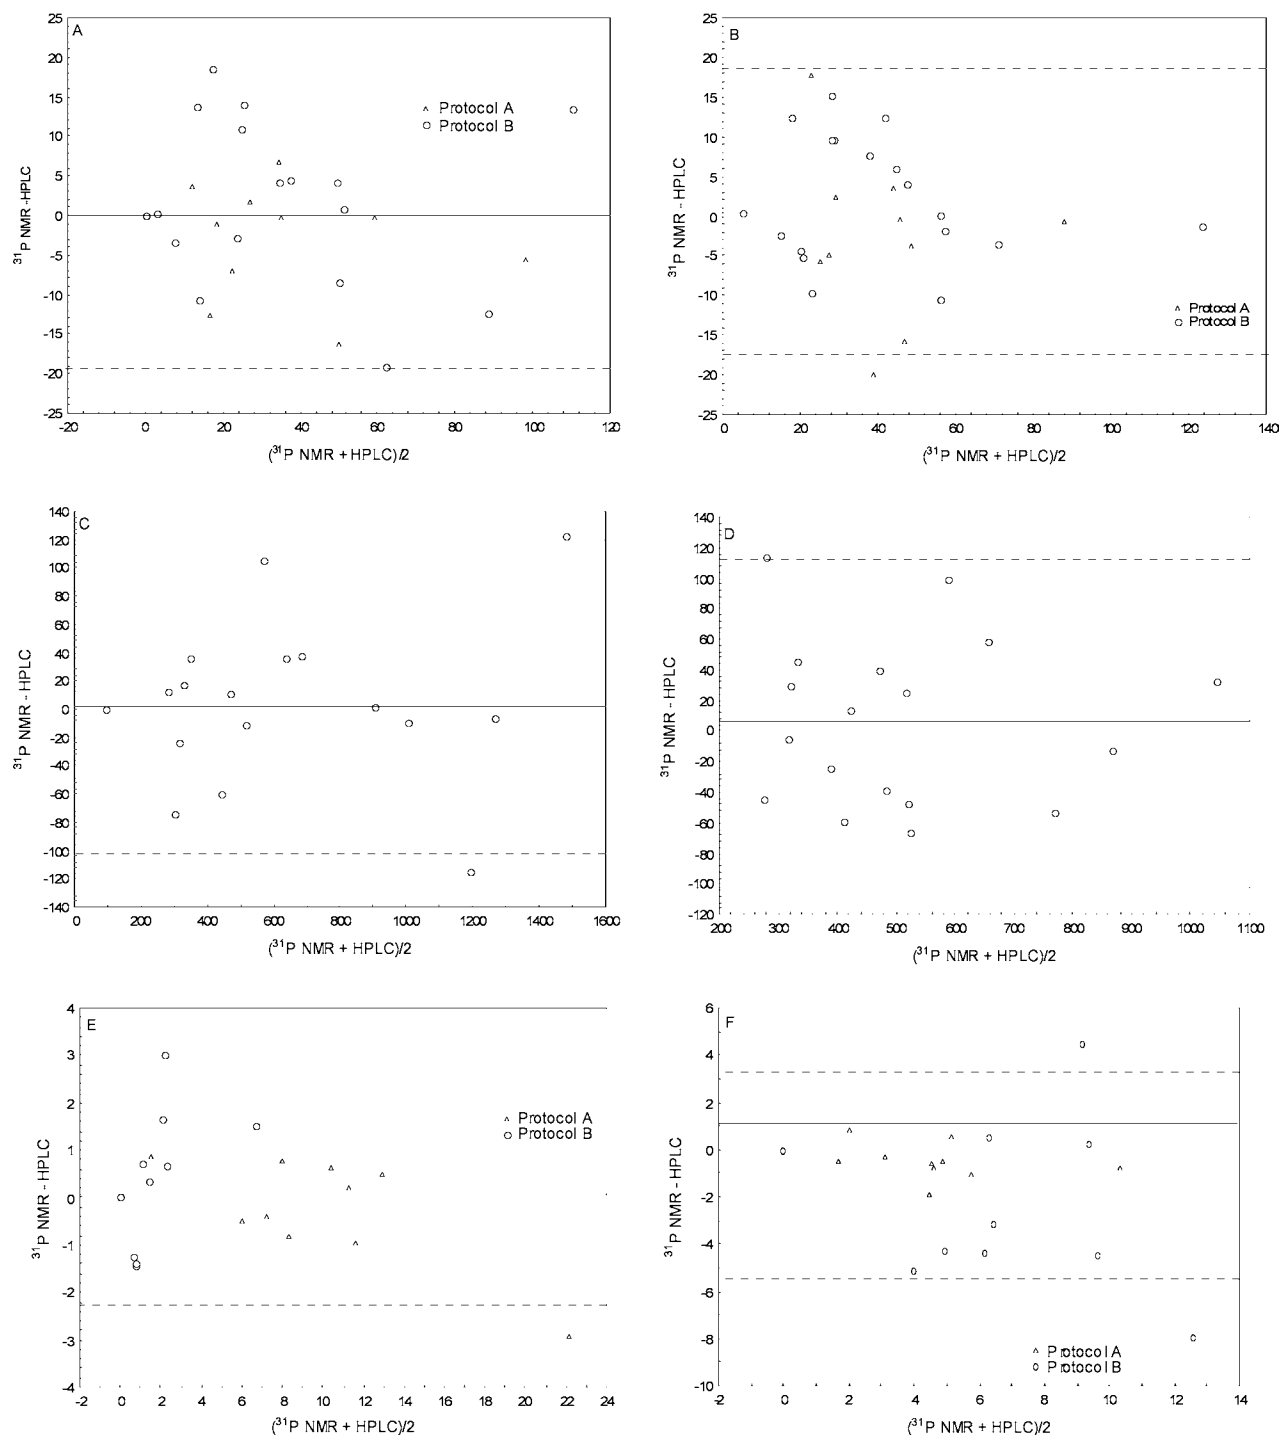 A
25
20
15
10
5
0
-5
-10
-15
-20
-25
³¹P NMR -HPLC
Protocol A
Protocol B
-20 0 20 40 60 80 100 120
(³¹P NMR + HPLC)/2
B
25
20
15
10
5
0
-5
-10
-15
-20
-25
³¹P NMR - HPLC
Protocol A
Protocol B
0 20 40 60 80 100 120 140
(³¹P NMR + HPLC)/2
C
140
120
100
80
60
40
20
0
-20
-40
-60
-80
-100
-120
-140
³¹P NMR - HPLC
0 200 400 600 800 1000 1200 1400 1600
(³¹P NMR + HPLC)/2
D
140
120
100
80
60
40
20
0
-20
-40
-60
-80
-100
-120
³¹P NMR - HPLC
200 300 400 500 600 700 800 900 1000 1100
(³¹P NMR + HPLC)/2
E
4
3
2
1
0
-1
-2
-3
-4
³¹P NMR - HPLC
Protocol A
Protocol B
-2 0 2 4 6 8 10 12 14 16 18 20 22 24
(³¹P NMR + HPLC)/2
F
6
4
2
0
-2
-4
-6
-8
-10
³¹P NMR - HPLC
Protocol A
Protocol B
-2 0 2 4 6 8 10 12 14
(³¹P NMR + HPLC)/2